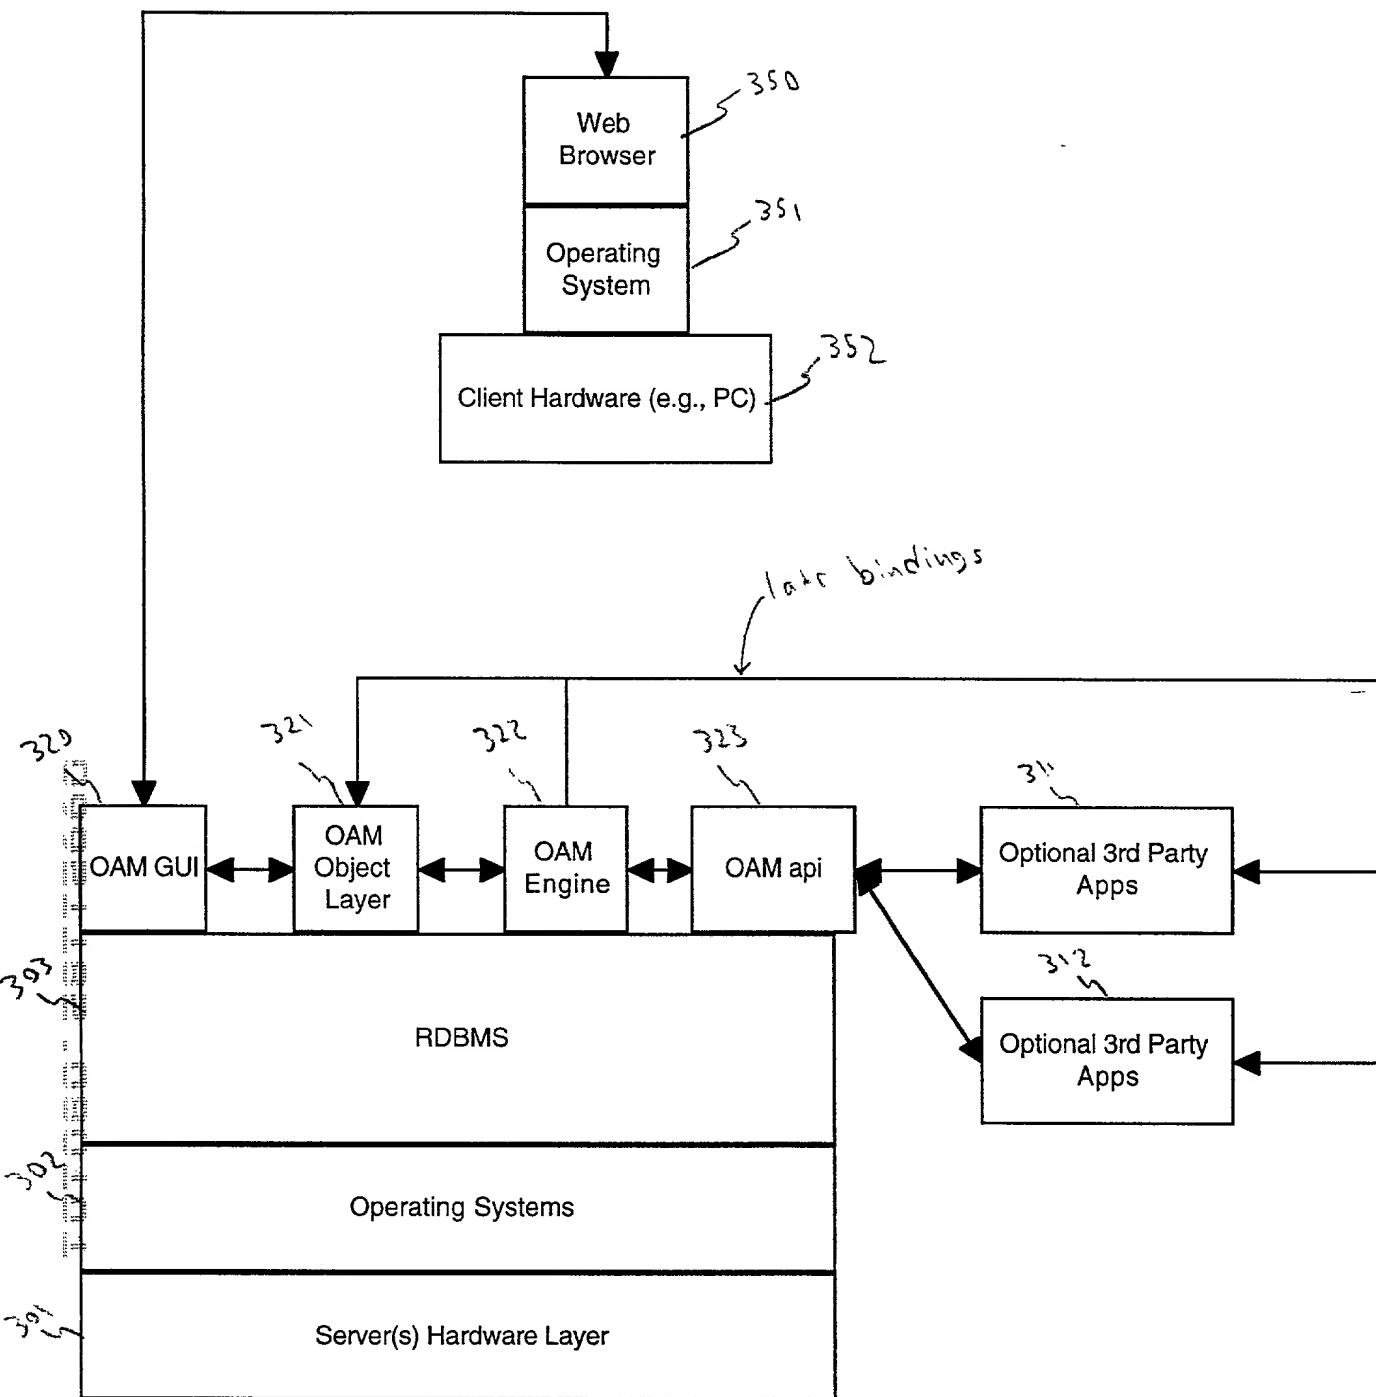 350
Web
Browser
351
Operating
System
352
Client Hardware (e.g., PC)
late bindings
320
321
322
323
311
OAM GUI
OAM
Object
Layer
OAM
Engine
OAM api
Optional 3rd Party
Apps
312
303
RDBMS
Optional 3rd Party
Apps
302
Operating Systems
301
Server(s) Hardware Layer